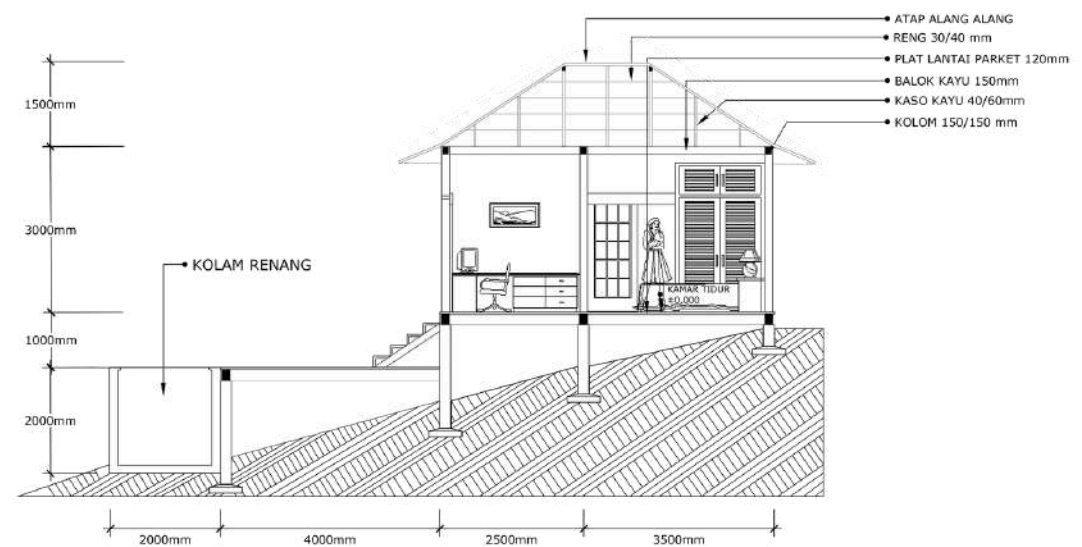 ATAP ALANG ALANG
RENG 30/40 mm
PLAT LANTAI PARKET 120mm
BALOK KAYU 150mm
KASO KAYU 40/60mm
KOLOM 150/150 mm
1500mm
3000mm
KOLAM RENANG
KAMAR TIDUR
±0,000
1000mm
2000mm
2000mm
4000mm
2500mm
3500mm